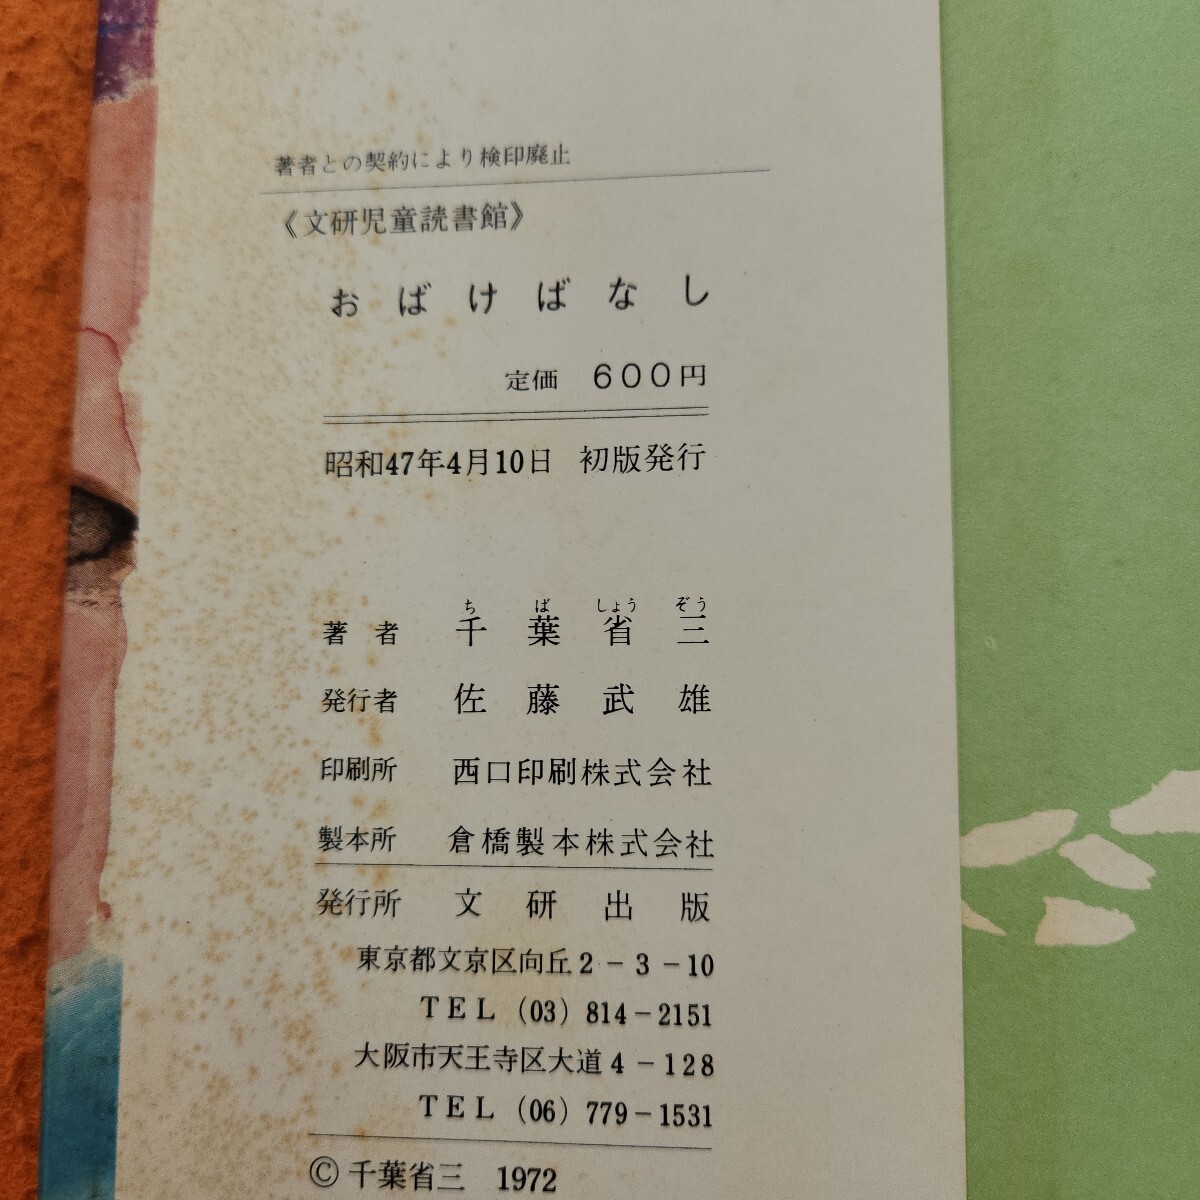 著者との契約により検印廃止
《文研児童読書館》
おばけばなし
定価 600円
昭和47年4月10日 初版発行
ち ば しょう ぞう
著者 千葉省三
発行者 佐藤武雄
印刷所 西口印刷株式会社
製本所 倉橋製本株式会社
発行所 文研出版
東京都文京区向丘2-3-10
TEL (03) 814-2151
大阪市天王寺区大道4-128
TEL (06) 779-1531
© 千葉省三 1972